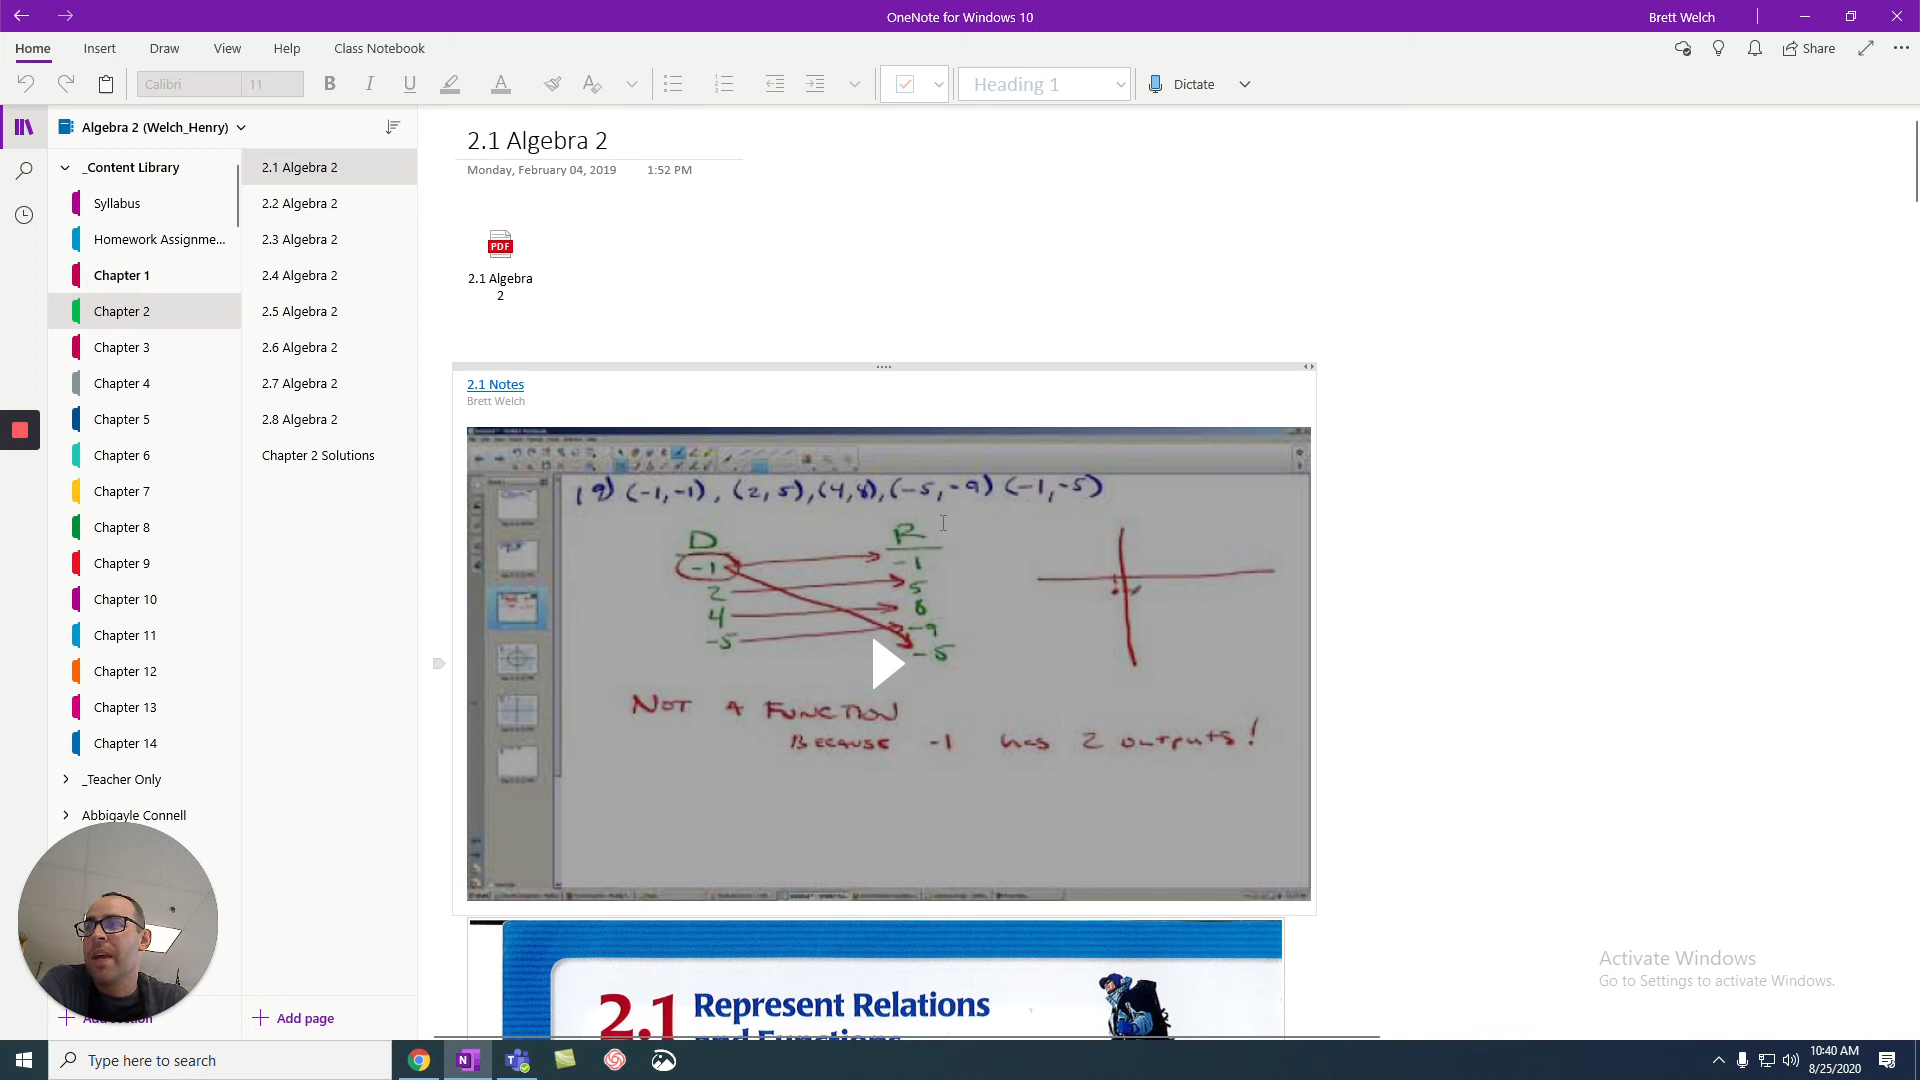 OneNote for Windows 10
Brett Welch
Home Insert Draw View Help Class Notebook
Share
Calibri 11 B I U A Heading 1 Dictate
Algebra 2 (Welch_Henry)
_Content Library
Syllabus
Homework Assignme...
Chapter 1
Chapter 2
Chapter 3
Chapter 4
Chapter 5
Chapter 6
Chapter 7
Chapter 8
Chapter 9
Chapter 10
Chapter 11
Chapter 12
Chapter 13
Chapter 14
_Teacher Only
Abbigayle Connell
Add section
2.1 Algebra 2
2.2 Algebra 2
2.3 Algebra 2
2.4 Algebra 2
2.5 Algebra 2
2.6 Algebra 2
2.7 Algebra 2
2.8 Algebra 2
Chapter 2 Solutions
Add page
2.1 Algebra 2
Monday, February 04, 2019 1:52 PM
PDF
2.1 Algebra
2
2.1 Notes
Brett Welch
19) (-1,-1), (2,5), (4,8), (-5,-9) (-1,-5)
D R
-1 -1
2 5
4 8
-5 -9
-5
NOT A FUNCTION
BECAUSE -1 has 2 outputs!
2.1 Represent Relations
and Functions
Activate Windows
Go to Settings to activate Windows.
Type here to search
10:40 AM
8/25/2020